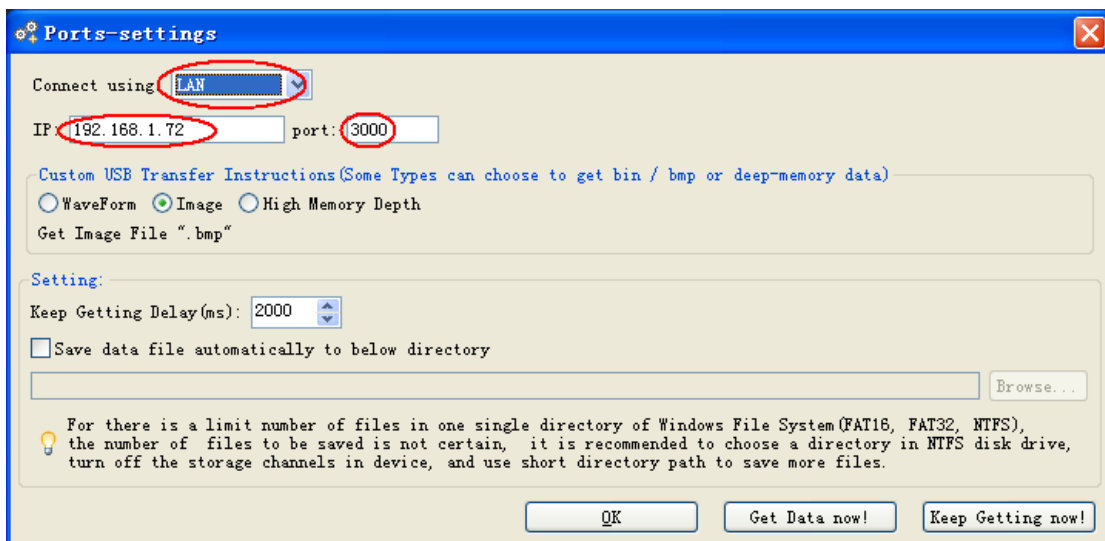 Ports-settings
Connect using LAN
IP: 192.168.1.72 port: 3000
Custom USB Transfer Instructions(Some Types can choose to get bin / bmp or deep-memory data)
WaveForm Image High Memory Depth
Get Image File ".bmp"
Setting:
Keep Getting Delay(ms): 2000
Save data file automatically to below directory
Browse...
For there is a limit number of files in one single directory of Windows File System(FAT16, FAT32, NTFS),
the number of files to be saved is not certain, it is recommended to choose a directory in NTFS disk drive,
turn off the storage channels in device, and use short directory path to save more files.
OK Get Data now! Keep Getting now!